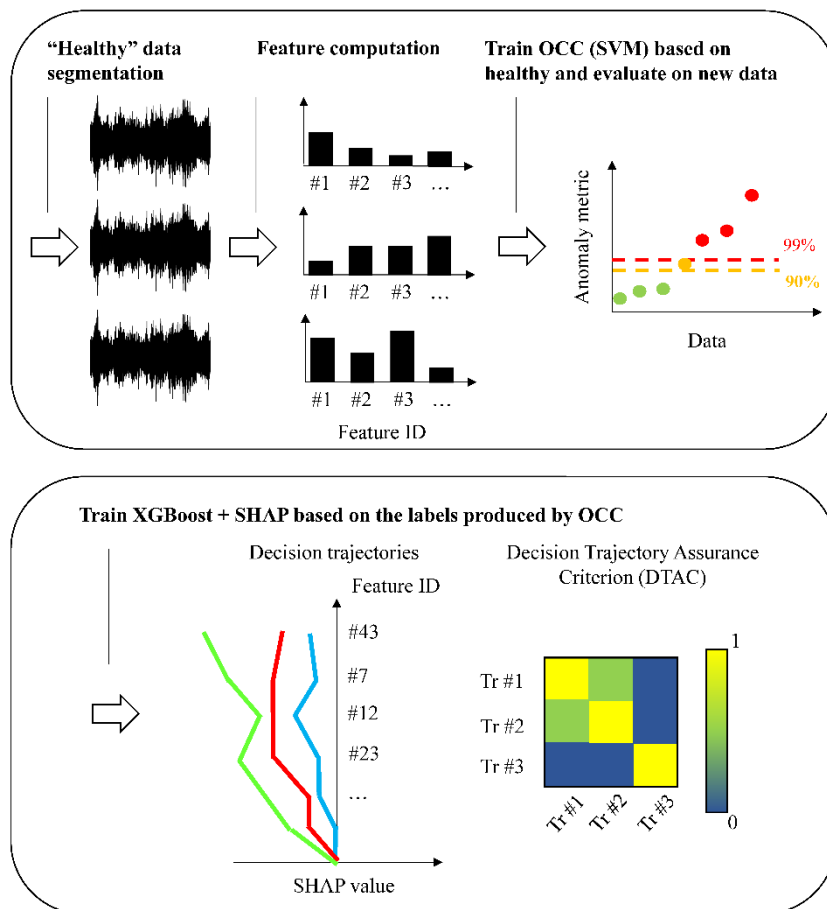 “Healthy” data
segmentation
Feature computation
Train OCC (SVM) based on
healthy and evaluate on new data
#1 #2 #3 …
#1 #2 #3 …
#1 #2 #3 …
Feature ID
Anomaly metric
99%
90%
Data
Train XGBoost + SHAP based on the labels produced by OCC
Decision trajectories
Feature ID
#43
#7
#12
#23
…
SHAP value
Decision Trajectory Assurance
Criterion (DTAC)
Tr #1
Tr #2
Tr #3
Tr #1 Tr #2 Tr #3
1
0